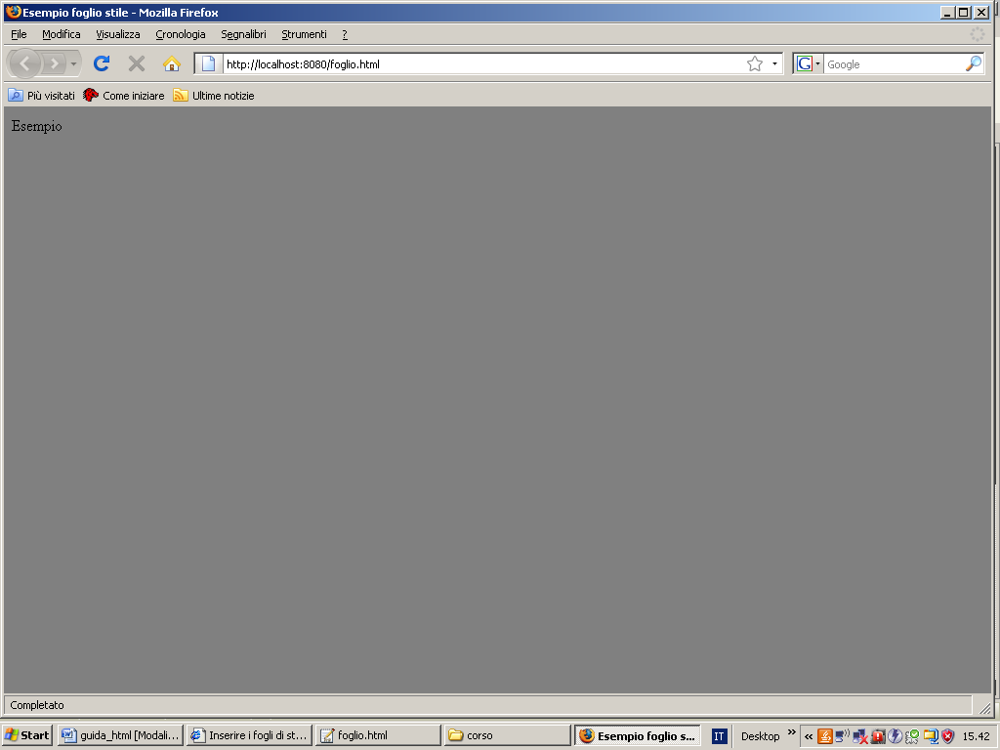 Esempio foglio stile - Mozilla Firefox
File Modifica Visualizza Cronologia Segnalibri Strumenti ?
http://localhost:8080/foglio.html G Google
Più visitati Come iniziare Ultime notizie
Esempio
Completato
Start guida_html [Modali... Inserire i fogli di st... foglio.html corso Esempio foglio s... IT Desktop » « 15.42